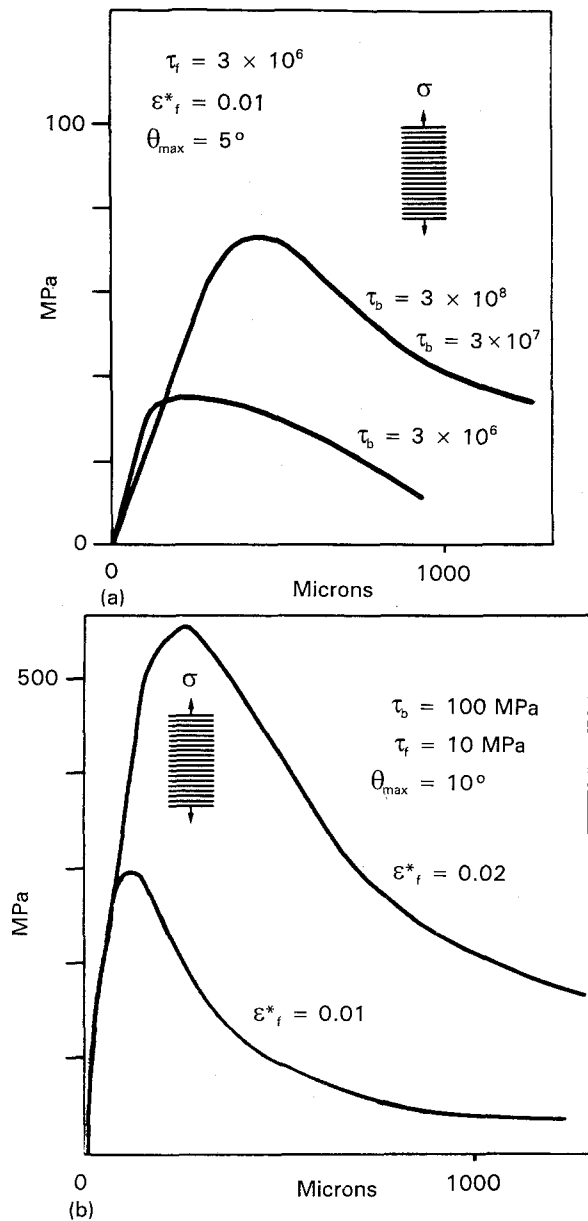 τf = 3 × 10⁶
ε*f = 0.01
θmax = 5°
σ
100
MPa
τb = 3 × 10⁸
τb = 3×10⁷
τb = 3 × 10⁶
0
0
1000
Microns
(a)
500
σ
τb = 100 MPa
τf = 10 MPa
θmax = 10°
ε*f = 0.02
MPa
ε*f = 0.01
0
1000
Microns
(b)